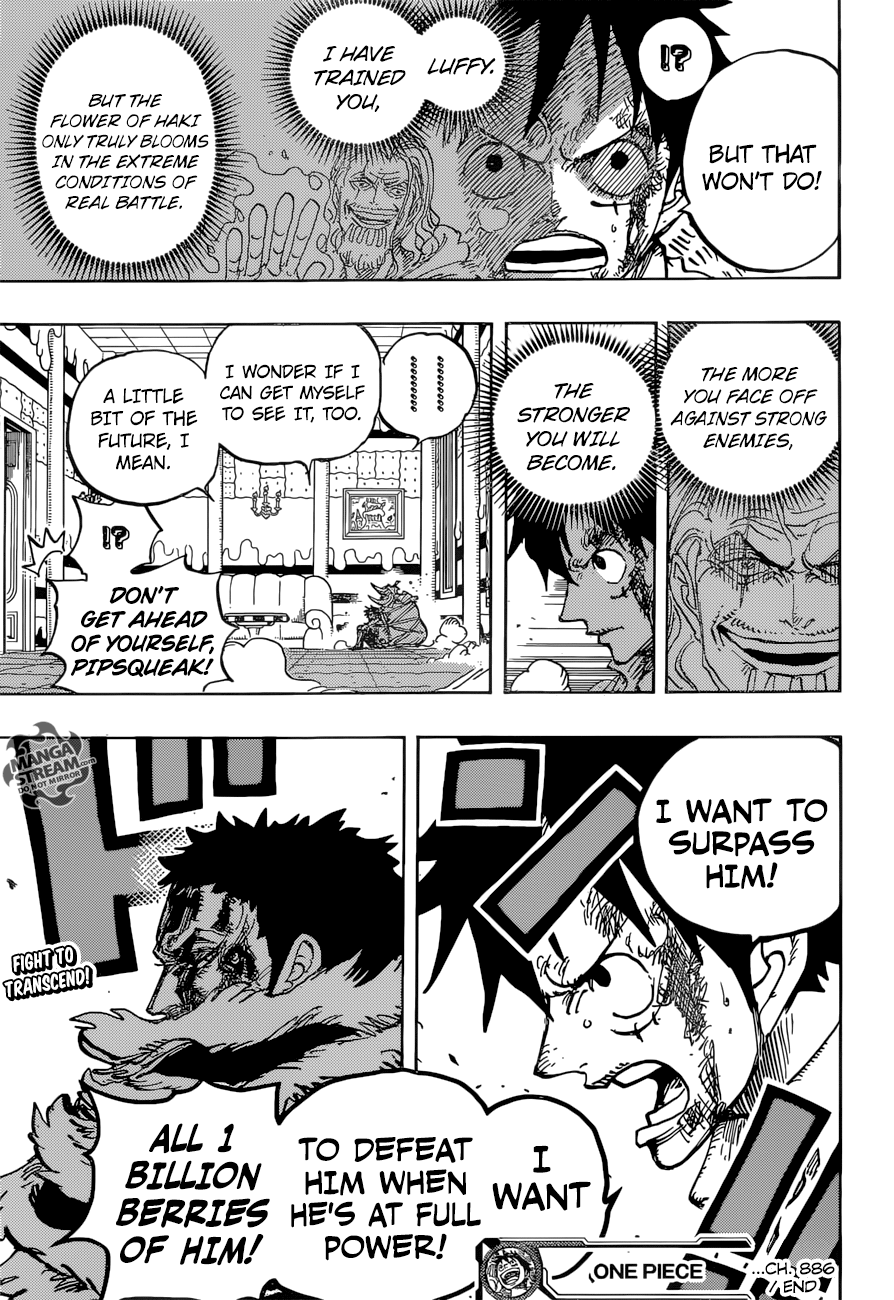 BUT THAT
WON'T DO!
!?
LUFFY.
I HAVE
TRAINED
YOU,
BUT THE
FLOWER OF HAKI
ONLY TRULY BLOOMS
IN THE EXTREME
CONDITIONS OF
REAL BATTLE.
THE MORE
YOU FACE OFF
AGAINST STRONG
ENEMIES,
THE
STRONGER
YOU WILL
BECOME.
I WONDER IF I
CAN GET MYSELF
TO SEE IT, TOO.
A LITTLE
BIT OF THE
FUTURE, I
MEAN.
!?
DON'T
GET AHEAD
OF YOURSELF,
PIPSQUEAK!
I WANT TO
SURPASS
HIM!
I
WANT
TO DEFEAT
HIM WHEN
HE'S AT FULL
POWER!
ALL 1
BILLION
BERRIES
OF HIM!
MANGA
STREAM.com
DO NOT MIRROR
FIGHT TO
TRANSCEND!
ONE PIECE
...CH. 886
/ END